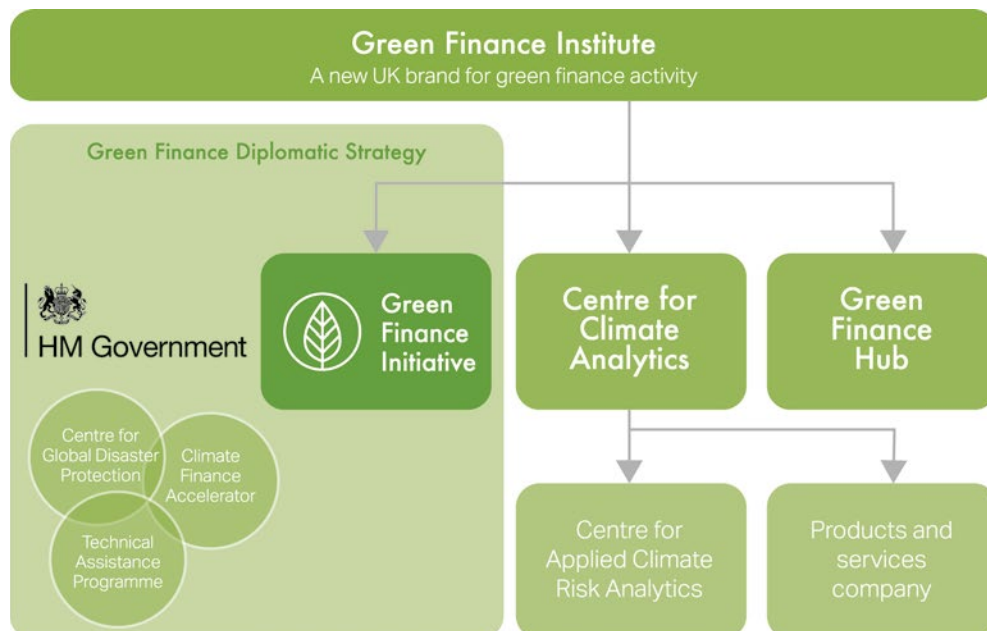 Green Finance Institute
A new UK brand for green finance activity
Green Finance Diplomatic Strategy
HM Government
Green
Finance
Initiative
Centre for
Climate
Analytics
Green
Finance
Hub
Centre for
Global Disaster
Protection
Climate
Finance
Accelerator
Technical
Assistance
Programme
Centre for
Applied Climate
Risk Analytics
Products and
services
company